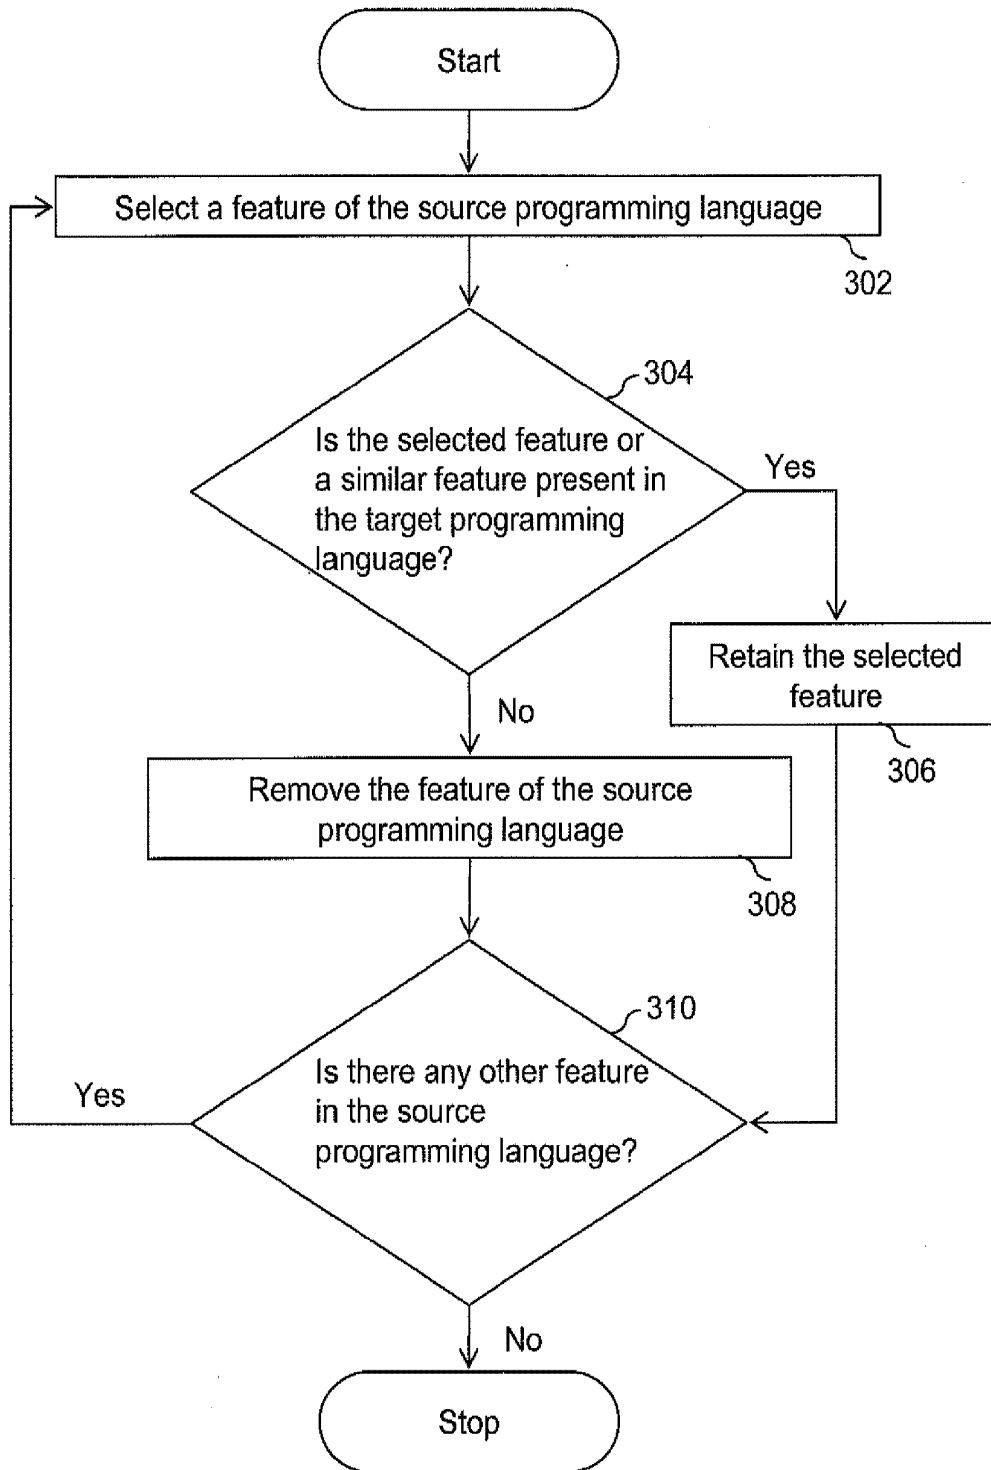 Start
Select a feature of the source programming language
302
304
Is the selected feature or
a similar feature present in
the target programming
language?
Yes
Retain the selected
feature
306
No
Remove the feature of the source
programming language
308
310
Is there any other feature
in the source
programming language?
Yes
No
Stop